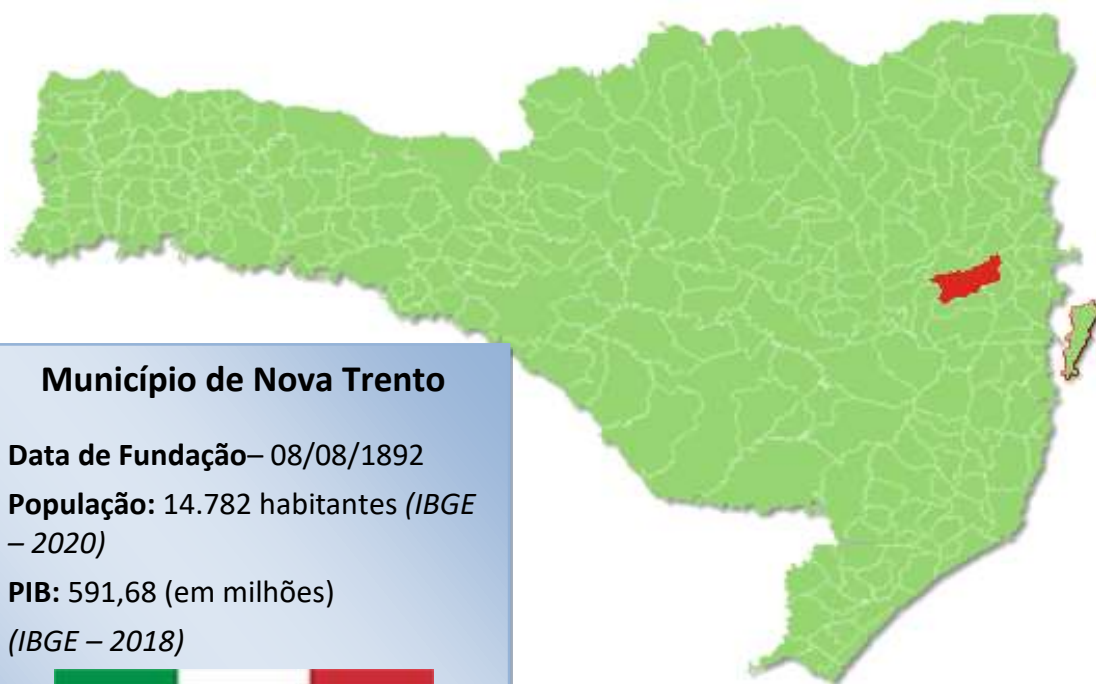 Município de Nova Trento
Data de Fundação– 08/08/1892
População: 14.782 habitantes (IBGE
– 2020)
PIB: 591,68 (em milhões)
(IBGE – 2018)